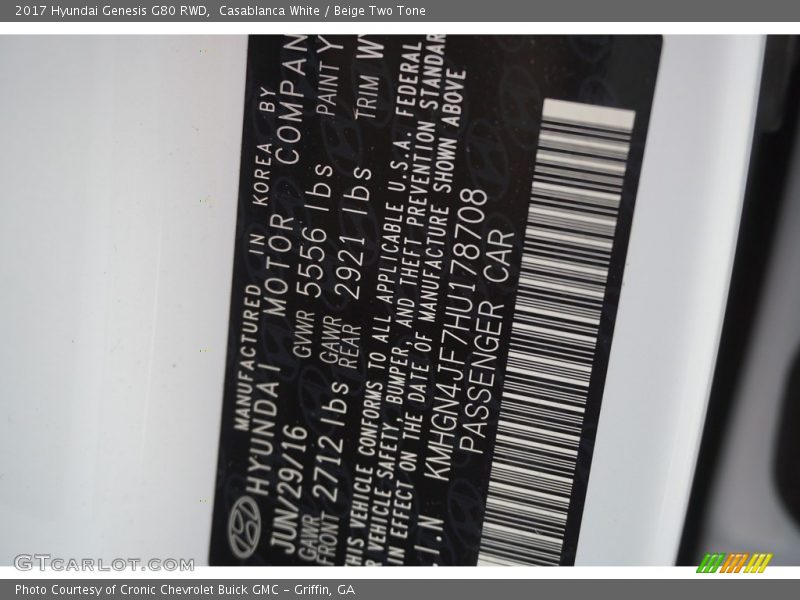 2017 Hyundai Genesis G80 RWD, Casablanca White / Beige Two Tone
MANUFACTURED IN KOREA BY
HYUNDAI MOTOR COMPAN
JUN/29/16 GVWR 5556 lbs PAINT Y
GAWR FRONT 2712 lbs GAWR REAR 2921 lbs TRIM W
HIS VEHICLE CONFORMS TO ALL APPLICABLE U.S.A. FEDERAL
R VEHICLE SAFETY, BUMPER, AND THEFT PREVENTION STANDAR
IN EFFECT ON THE DATE OF MANUFACTURE SHOWN ABOVE
.I.N KMHGN4JF7HU178708
PASSENGER CAR
GTcarlot.com
Photo Courtesy of Cronic Chevrolet Buick GMC – Griffin, GA